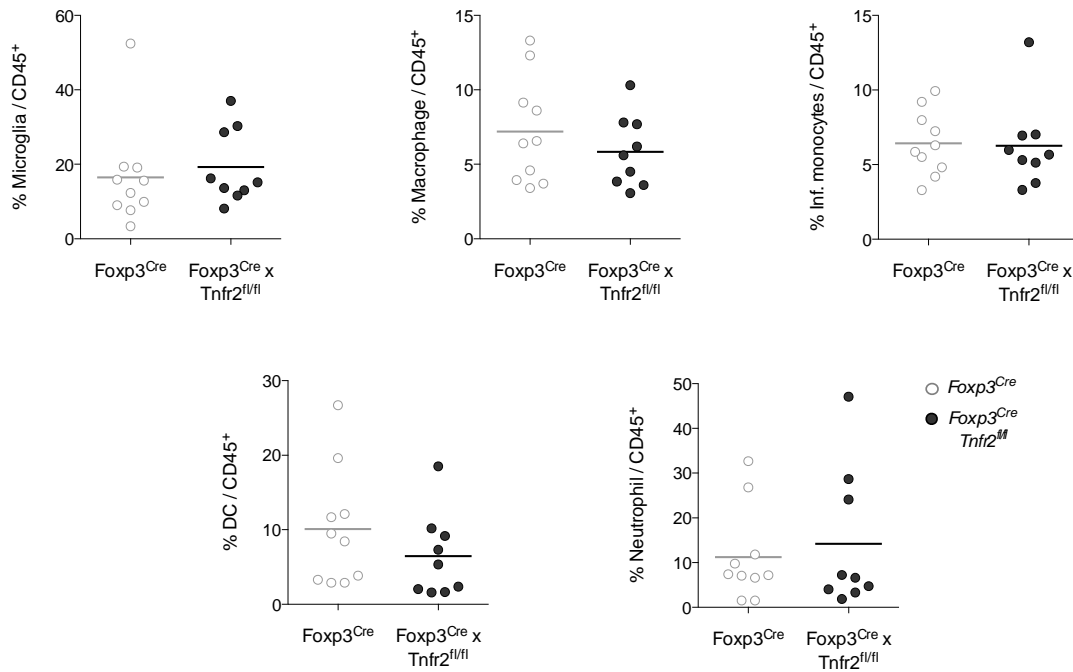 % Microglia / CD45⁺
60
40
20
0
Foxp3ᶜʳᵉ
Foxp3ᶜʳᵉ x
Tnfr2ᶠˡ/ᶠˡ
% Macrophage / CD45⁺
15
10
5
0
Foxp3ᶜʳᵉ
Foxp3ᶜʳᵉ x
Tnfr2ᶠˡ/ᶠˡ
% Inf. monocytes / CD45⁺
15
10
5
0
Foxp3ᶜʳᵉ
Foxp3ᶜʳᵉ x
Tnfr2ᶠˡ/ᶠˡ
% DC / CD45⁺
30
20
10
0
Foxp3ᶜʳᵉ
Foxp3ᶜʳᵉ x
Tnfr2ᶠˡ/ᶠˡ
% Neutrophil / CD45⁺
50
40
30
20
10
0
Foxp3ᶜʳᵉ
Foxp3ᶜʳᵉ x
Tnfr2ᶠˡ/ᶠˡ
Foxp3ᶜʳᵉ
Foxp3ᶜʳᵉ
Tnfr2ᶠˡ/ᶠˡ